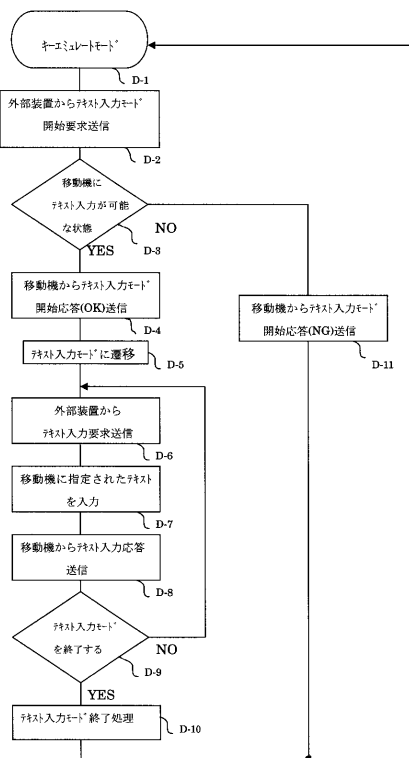 キーエミュレートモード
D-1
外部装置からテキスト入力モード
開始要求送信
D-2
移動機に
テキスト入力が可能
な状態
D-3
NO
YES
移動機からテキスト入力モード
開始応答(OK)送信
D-4
テキスト入力モードに遷移
D-5
移動機からテキスト入力モード
開始応答(NG)送信
D-11
外部装置から
テキスト入力要求送信
D-6
移動機に指定されたテキスト
を入力
D-7
移動機からテキスト入力応答
送信
D-8
テキスト入力モード
を終了する
D-9
NO
YES
テキスト入力モード終了処理
D-10